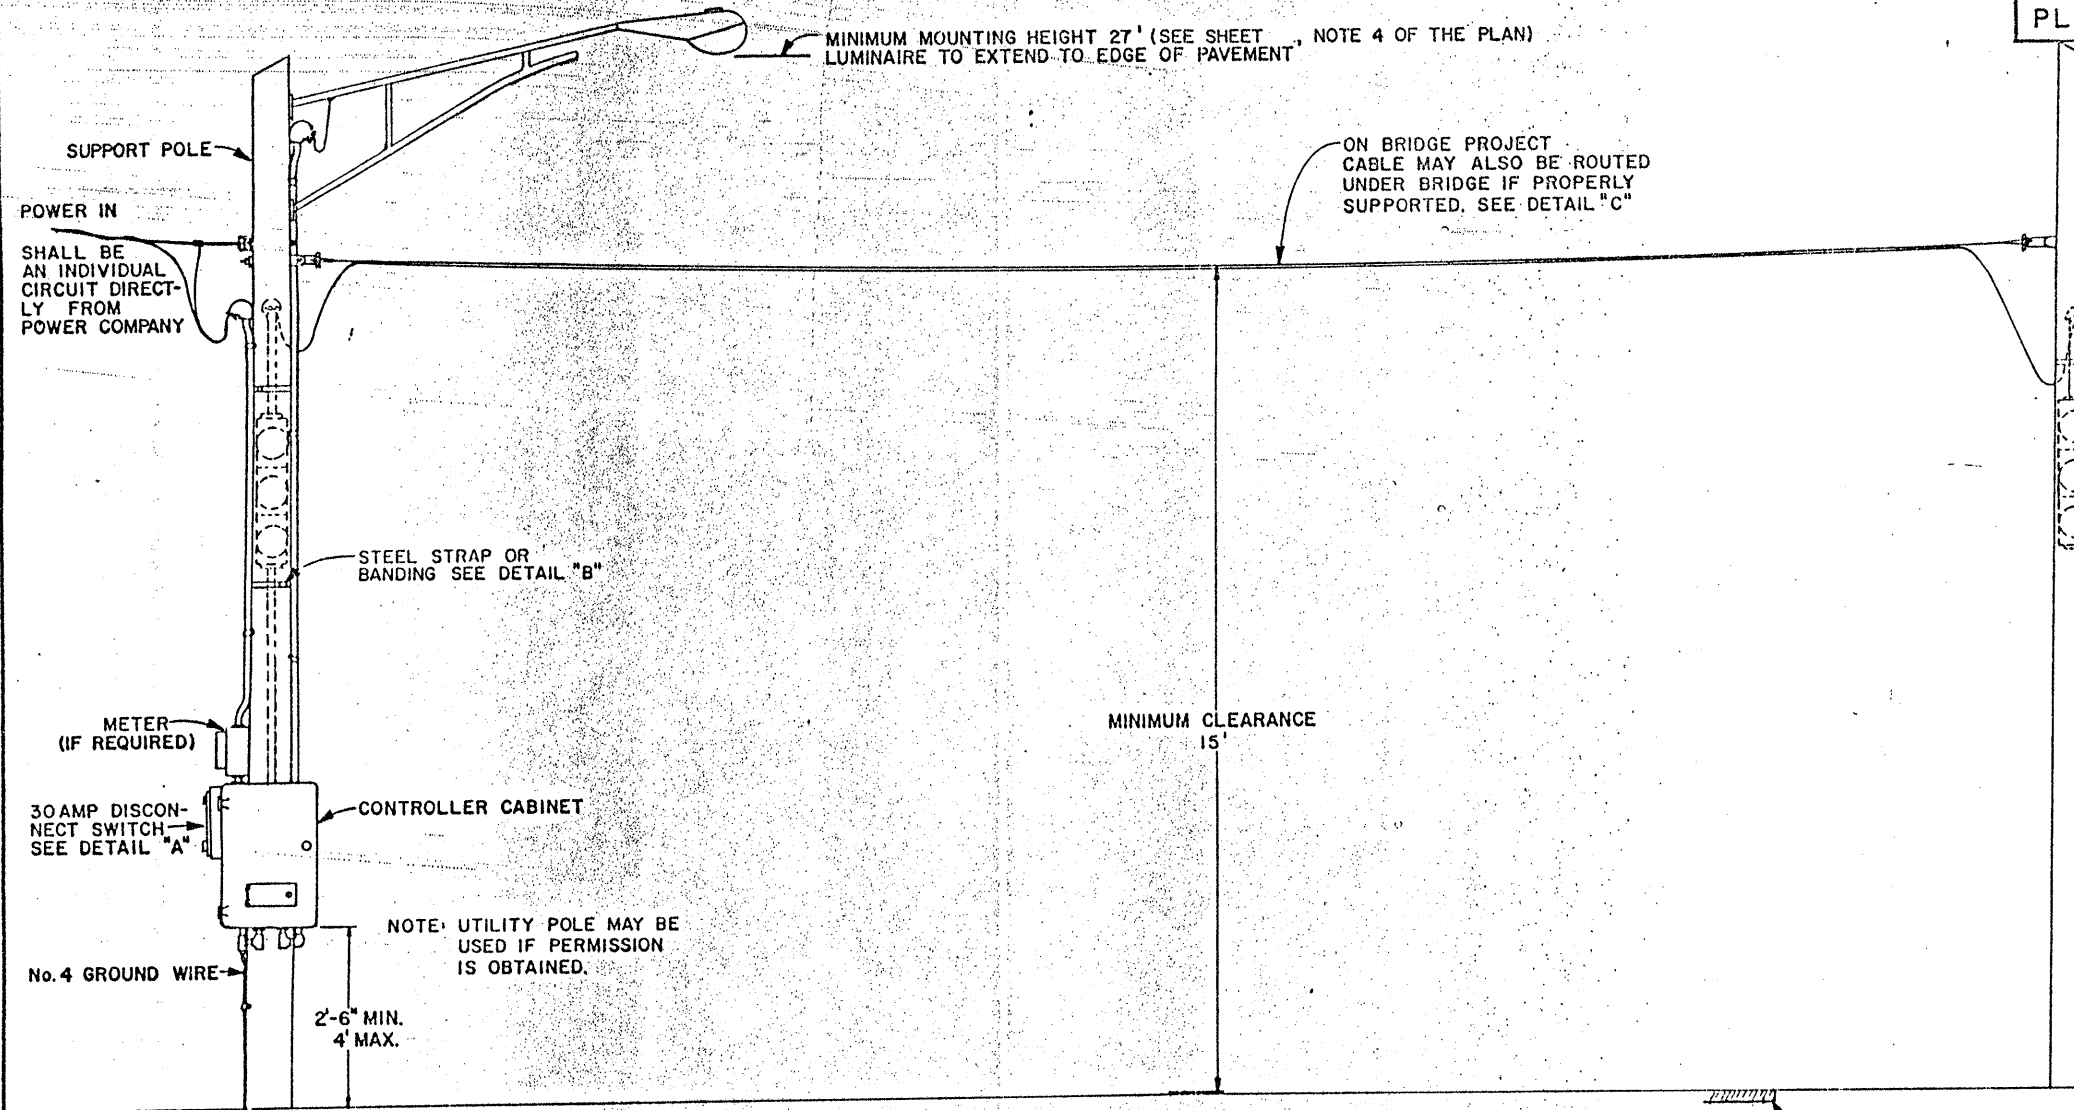 PL
MINIMUM MOUNTING HEIGHT 27' (SEE SHEET , NOTE 4 OF THE PLAN)
LUMINAIRE TO EXTEND TO EDGE OF PAVEMENT
SUPPORT POLE
ON BRIDGE PROJECT
CABLE MAY ALSO BE ROUTED
UNDER BRIDGE IF PROPERLY
SUPPORTED. SEE DETAIL "C"
POWER IN
SHALL BE
AN INDIVIDUAL
CIRCUIT DIRECT-
LY FROM
POWER COMPANY
STEEL STRAP OR
BANDING SEE DETAIL "B"
METER
(IF REQUIRED)
MINIMUM CLEARANCE
15'
30 AMP DISCON-
NECT SWITCH
SEE DETAIL "A"
CONTROLLER CABINET
NOTE: UTILITY POLE MAY BE
USED IF PERMISSION
IS OBTAINED.
No. 4 GROUND WIRE
2'-6" MIN.
4' MAX.